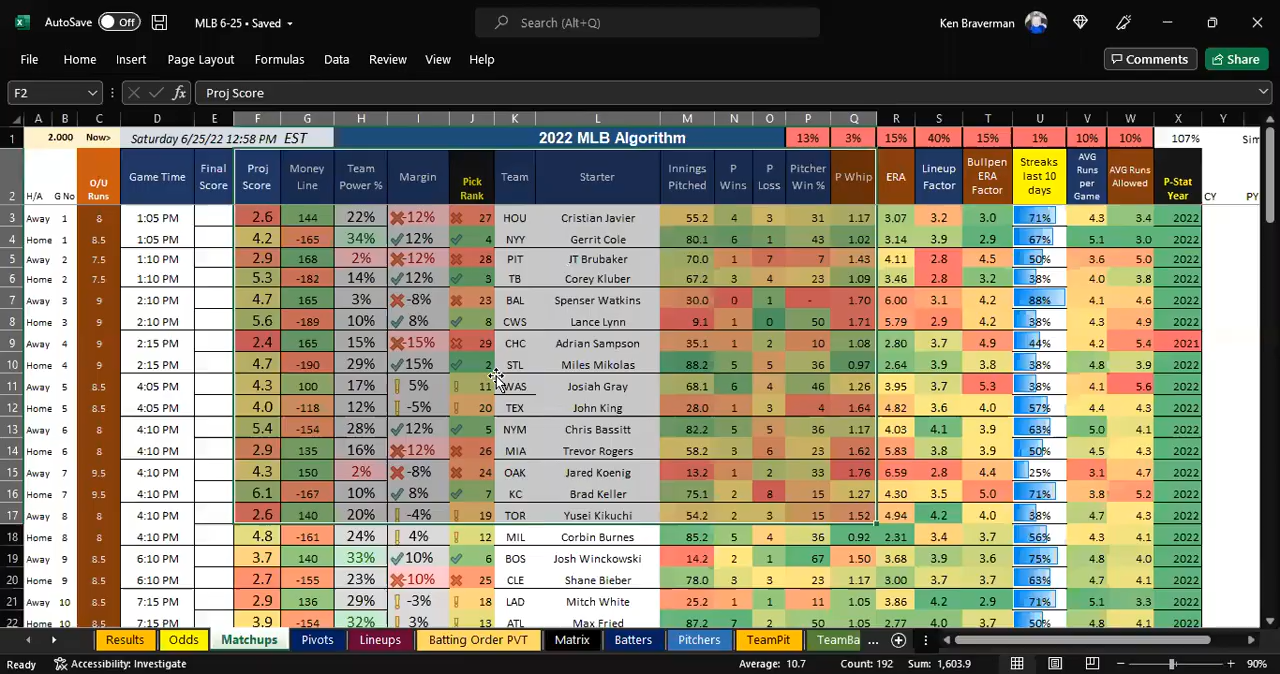 AutoSave Off MLB 6-25 • Saved Search (Alt+Q) Ken Braverman
File Home Insert Page Layout Formulas Data Review View Help Comments Share
F2 fx Proj Score
A B C D E F G H I J K L M N O P Q R S T U V W X Y Z
1 2.000 Now> Saturday 6/25/22 12:58 PM EST 2022 MLB Algorithm 13% 3% 15% 40% 15% 1% 10% 10% 107% Sim
2 H/A G No O/U Runs Game Time Final Score Proj Score Money Line Team Power % Margin Pick Rank Team Starter Innings Pitched P Wins P Loss Pitcher Win % P Whip ERA Lineup Factor Bullpen ERA Factor Streaks last 10 days AVG Runs per Game AVG Runs Allowed P-Stat Year CY PY
3 Away 1 8 1:05 PM 2.6 144 22% -12% 27 HOU Cristian Javier 55.2 4 3 31 1.17 3.07 3.2 3.0 71% 4.3 3.4 2022
4 Home 1 8.5 1:05 PM 4.2 -165 34% 12% 4 NYY Gerrit Cole 80.1 6 1 43 1.02 3.14 3.9 2.9 67% 5.1 3.0 2022
5 Away 2 7.5 1:10 PM 2.9 168 2% -12% 28 PIT JT Brubaker 70.0 1 7 7 1.43 4.11 2.8 4.5 50% 3.6 5.0 2022
6 Home 2 7.5 1:10 PM 5.3 -182 14% 12% 3 TB Corey Kluber 67.2 3 4 23 1.09 3.46 2.8 3.2 38% 4.0 3.8 2022
7 Away 3 9 2:10 PM 4.7 165 3% -8% 23 BAL Spenser Watkins 30.0 0 1 - 1.70 6.00 3.1 4.2 88% 4.1 4.6 2022
8 Home 3 9 2:10 PM 5.6 -189 10% 8% 8 CWS Lance Lynn 9.1 1 0 50 1.71 5.79 2.9 4.2 38% 4.3 4.9 2022
9 Away 4 9 2:15 PM 2.4 165 15% -15% 29 CHC Adrian Sampson 35.1 1 2 10 1.08 2.80 3.7 3.8 44% 4.2 5.4 2021
10 Home 4 9 2:15 PM 4.7 -290 29% 15% 2 STL Miles Mikolas 88.2 5 5 36 0.97 2.64 3.9 3.8 38% 4.9 4.1 2022
11 Away 5 8.5 4:05 PM 4.3 100 17% 5% 11 WAS Josiah Gray 68.1 6 4 46 1.26 3.95 3.7 5.3 38% 4.1 5.6 2022
12 Home 5 8.5 4:05 PM 4.0 -118 12% -5% 20 TEX John King 28.0 1 3 4 1.64 4.82 3.6 4.0 57% 4.4 4.3 2022
13 Away 6 8.5 4:10 PM 5.4 -154 28% 12% 5 NYM Chris Bassitt 82.2 5 5 36 1.17 4.03 4.1 3.9 63% 5.0 4.1 2022
14 Home 6 8.5 4:10 PM 2.9 135 16% -12% 26 MIA Trevor Rogers 58.2 3 6 23 1.62 5.83 3.8 3.9 50% 4.5 4.1 2022
15 Away 7 9.5 4:10 PM 4.3 150 2% -8% 24 OAK Jared Koenig 13.2 1 2 33 1.76 6.59 2.8 4.4 25% 3.1 4.7 2022
16 Home 7 9.5 4:10 PM 6.1 -167 10% 8% 7 KC Brad Keller 75.1 2 8 15 1.27 4.30 3.5 5.0 71% 3.8 5.2 2022
17 Away 8 8 4:10 PM 2.6 140 20% -4% 19 TOR Yusei Kikuchi 54.2 2 3 15 1.52 4.94 4.2 4.0 38% 4.7 4.3 2022
18 Home 8 8 4:10 PM 4.8 -161 24% 4% 12 MIL Corbin Burnes 85.2 5 4 36 0.92 2.31 3.4 3.7 56% 4.3 4.1 2022
19 Away 9 8.5 6:10 PM 3.7 140 33% 10% 6 BOS Josh Winckowski 14.2 2 1 67 1.50 3.68 3.9 3.6 75% 4.8 4.0 2022
20 Home 9 8.5 6:10 PM 2.7 -155 23% -10% 25 CLE Shane Bieber 78.0 3 3 23 1.17 3.00 3.9 3.4 63% 4.7 4.1 2022
21 Away 10 8.5 7:15 PM 2.9 136 29% -3% 18 LAD Mitch White 25.2 1 1 11 1.05 3.86 4.2 2.9 71% 5.1 3.3 2022
22 Home 10 8.5 7:15 PM 3.9 -154 32% 3% 13 ATL Max Fried 87.2 7 2 50 1.05 2.77 4.0 3.7 50% 4.8 4.1 2022
Results Odds Matchups Pivots Lineups Batting Order PVT Matrix Batters Pitchers TeamPit TeamBa ...
Ready Accessibility: Investigate Average: 10.7 Count: 192 Sum: 1,603.9 90%